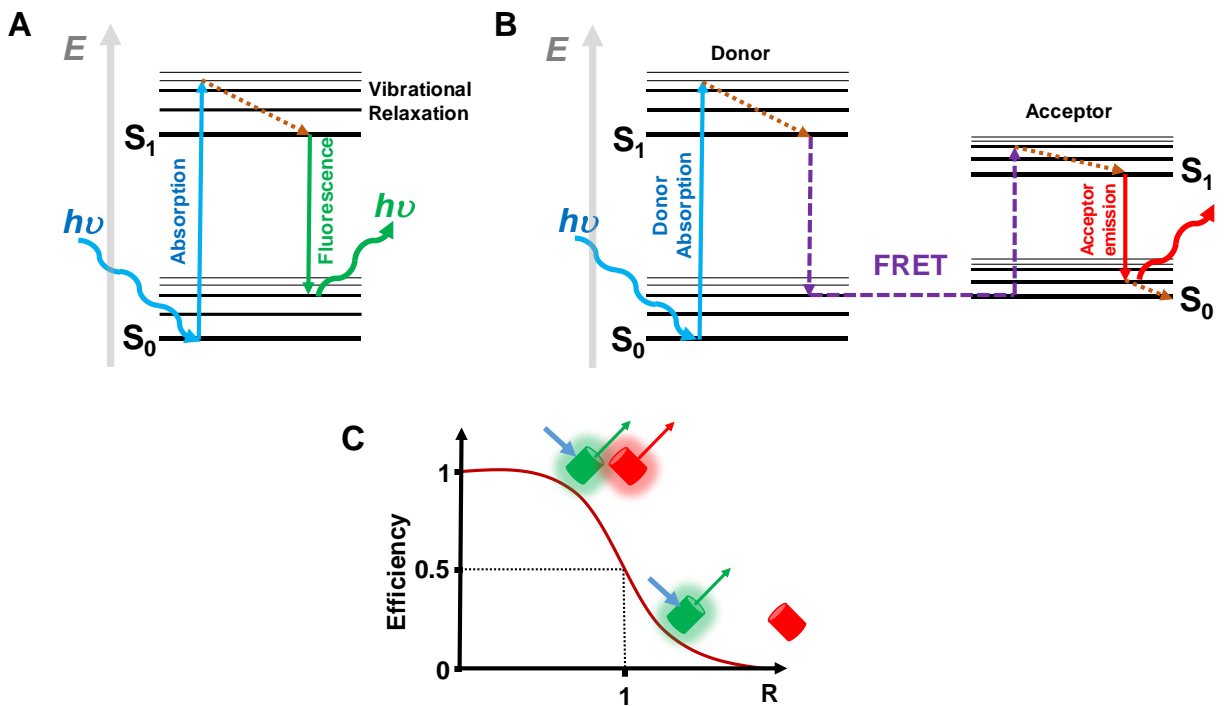 A
E
Vibrational
Relaxation
S1
Absorption
Fluorescence
hυ
hυ
S0
B
E
Donor
Acceptor
S1
S1
Donor
Absorption
Acceptor
emission
hυ
FRET
S0
S0
C
Efficiency
1
0.5
0
1
R